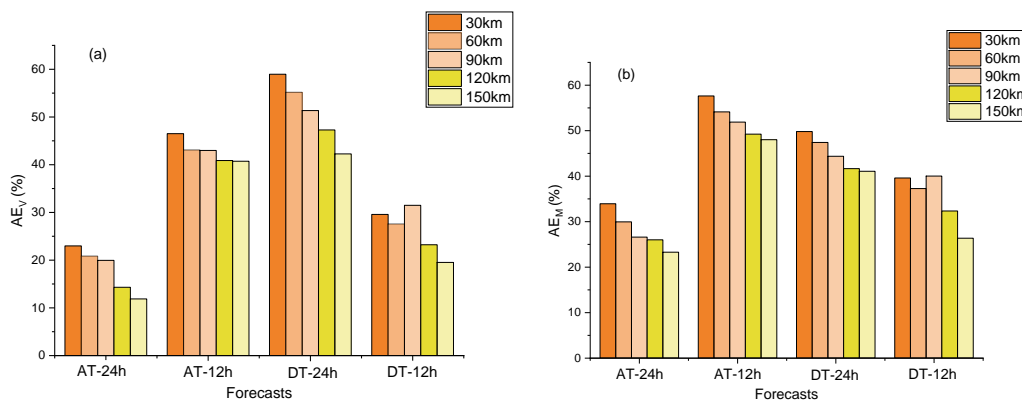 (a)
30km
60km
90km
120km
150km
AE_V (%)
60
50
40
30
20
10
0
AT-24h AT-12h DT-24h DT-12h
Forecasts
(b)
30km
60km
90km
120km
150km
AE_M (%)
60
50
40
30
20
10
0
AT-24h AT-12h DT-24h DT-12h
Forecasts